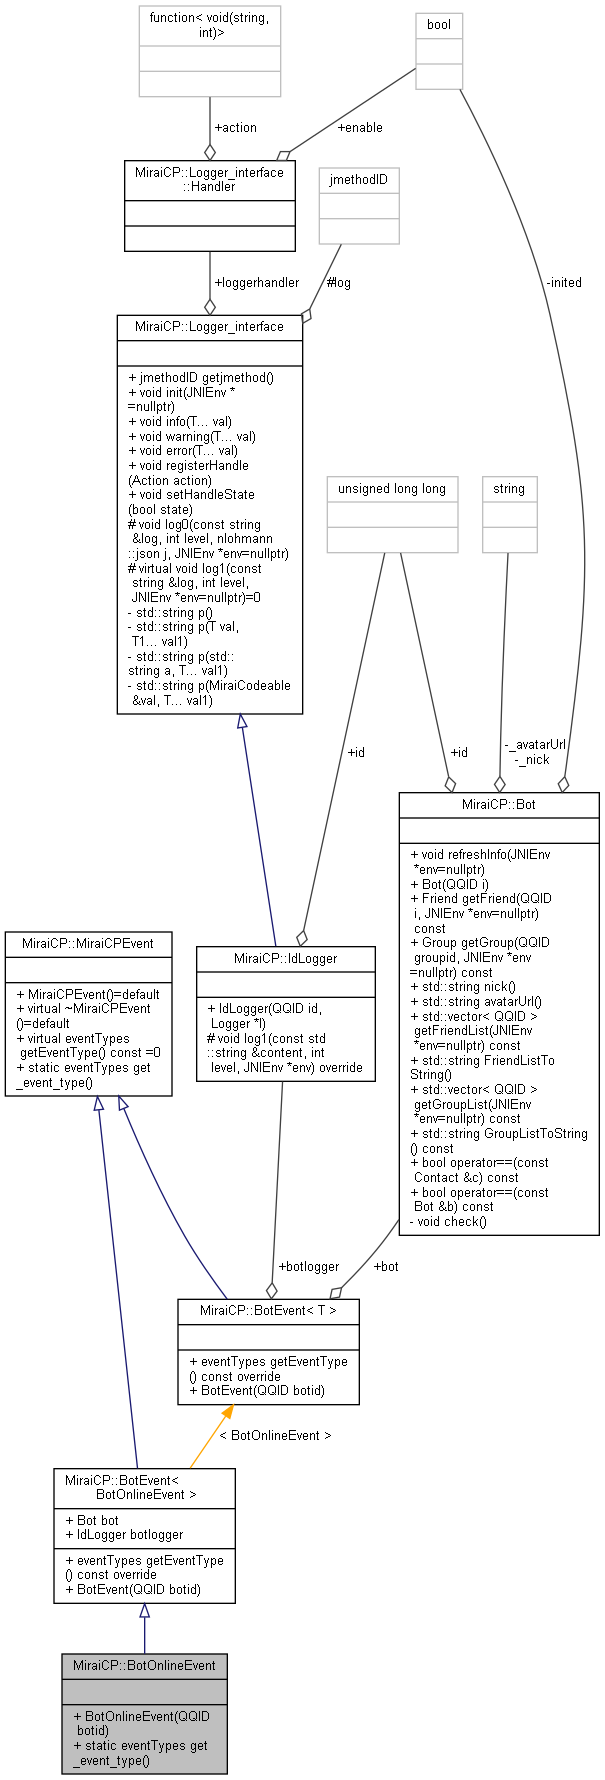 function< void(string,
int)>
bool
+action
+enable
MiraiCP::Logger_interface
::Handler
jmethodID
+loggerhandler
#log
-inited
MiraiCP::Logger_interface
+ jmethodID getjmethod()
+ void init(JNIEnv *
=nullptr)
+ void info(T... val)
+ void warning(T... val)
+ void error(T... val)
+ void registerHandle
(Action action)
+ void setHandleState
(bool state)
# void log0(const string
&log, int level, nlohmann
::json j, JNIEnv *env=nullptr)
# virtual void log1(const
string &log, int level,
JNIEnv *env=nullptr)=0
- std::string p()
- std::string p(T val,
T1... val1)
- std::string p(std::
string a, T... val1)
- std::string p(MiraiCodeable
&val, T... val1)
unsigned long long
string
+id
+id
-_avatarUrl
-_nick
MiraiCP::Bot
+ void refreshInfo(JNIEnv
*env=nullptr)
+ Bot(QQID i)
+ Friend getFriend(QQID
i, JNIEnv *env=nullptr)
const
+ Group getGroup(QQID
groupid, JNIEnv *env
=nullptr) const
+ std::string nick()
+ std::string avatarUrl()
+ std::vector< QQID >
getFriendList(JNIEnv
*env=nullptr) const
+ std::string FriendListTo
String()
+ std::vector< QQID >
getGroupList(JNIEnv
*env=nullptr) const
+ std::string GroupListToString
() const
+ bool operator==(const
Contact &c) const
+ bool operator==(const
Bot &b) const
- void check()
MiraiCP::MiraiCPEvent
+ MiraiCPEvent()=default
+ virtual ~MiraiCPEvent
()=default
+ virtual eventTypes
getEventType() const =0
+ static eventTypes get
_event_type()
MiraiCP::IdLogger
+ IdLogger(QQID id,
Logger *l)
# void log1(const std
::string &content, int
level, JNIEnv *env) override
+botlogger
+bot
MiraiCP::BotEvent< T >
+ eventTypes getEventType
() const override
+ BotEvent(QQID botid)
< BotOnlineEvent >
MiraiCP::BotEvent<
BotOnlineEvent >
+ Bot bot
+ IdLogger botlogger
+ eventTypes getEventType
() const override
+ BotEvent(QQID botid)
MiraiCP::BotOnlineEvent
+ BotOnlineEvent(QQID
botid)
+ static eventTypes get
_event_type()